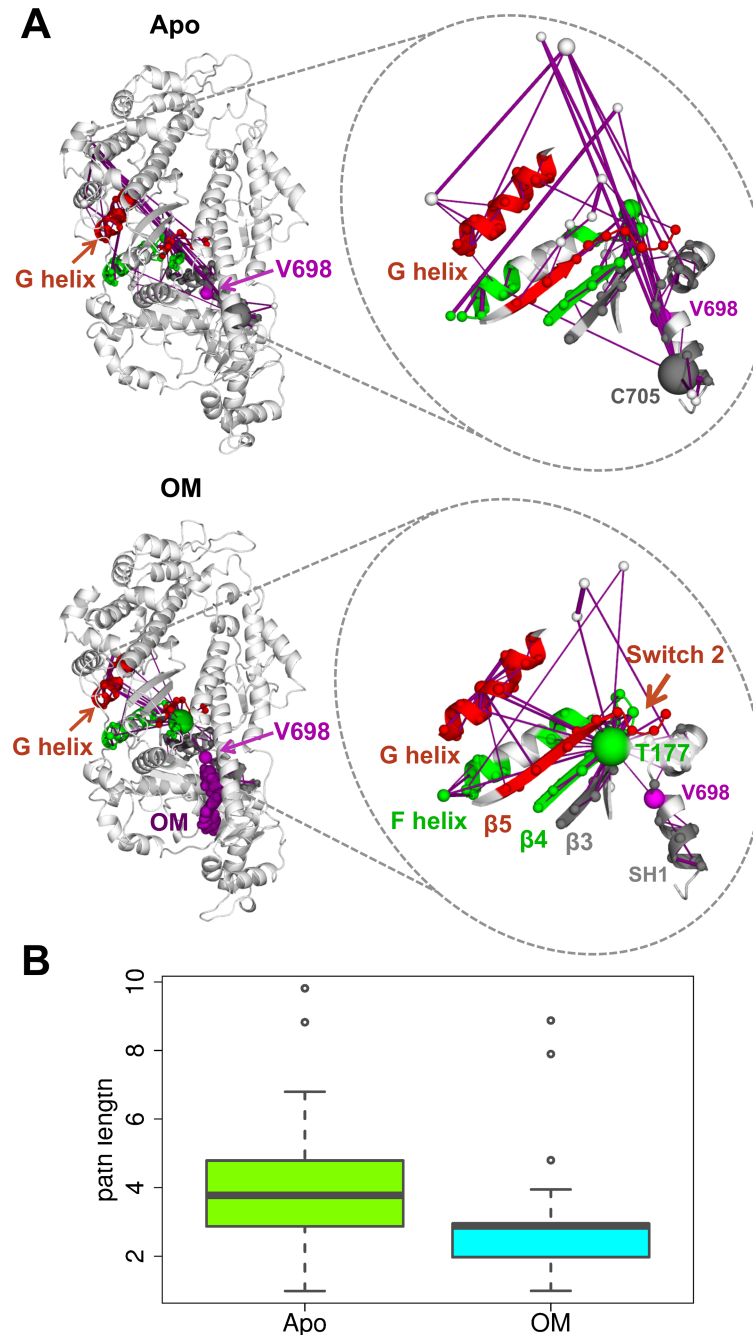 A
Apo
G helix
V698
G helix
V698
C705
OM
G helix
V698
OM
Switch 2
G helix
T177
F helix
V698
β5
β4
β3
SH1
B
path length
10
8
6
4
2
Apo
OM